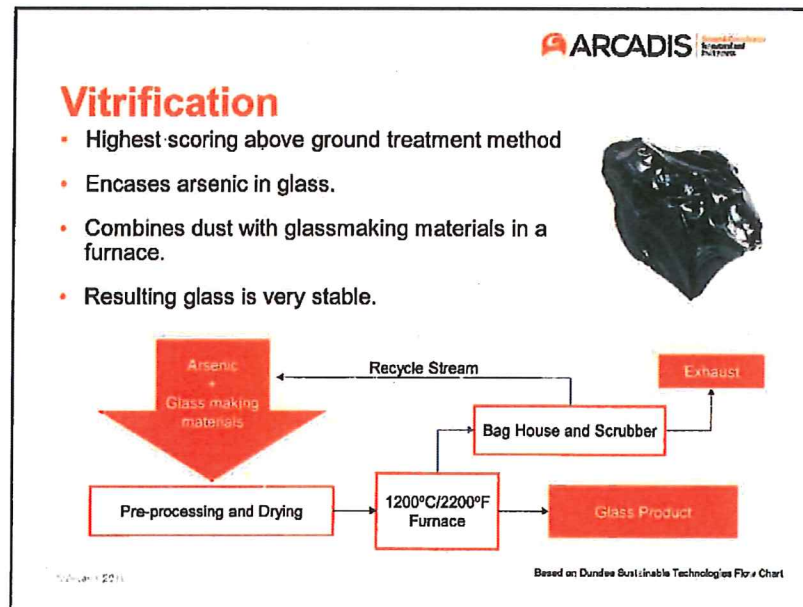 ARCADIS
Vitrification
• Highest scoring above ground treatment method
• Encases arsenic in glass.
• Combines dust with glassmaking materials in a
furnace.
• Resulting glass is very stable.
Arsenic
+
Glass making
materials
Recycle Stream
Exhaust
Bag House and Scrubber
Pre-processing and Drying
1200°C/2200°F
Furnace
Glass Product
Based on Dundee Sustainable Technologies Flow Chart